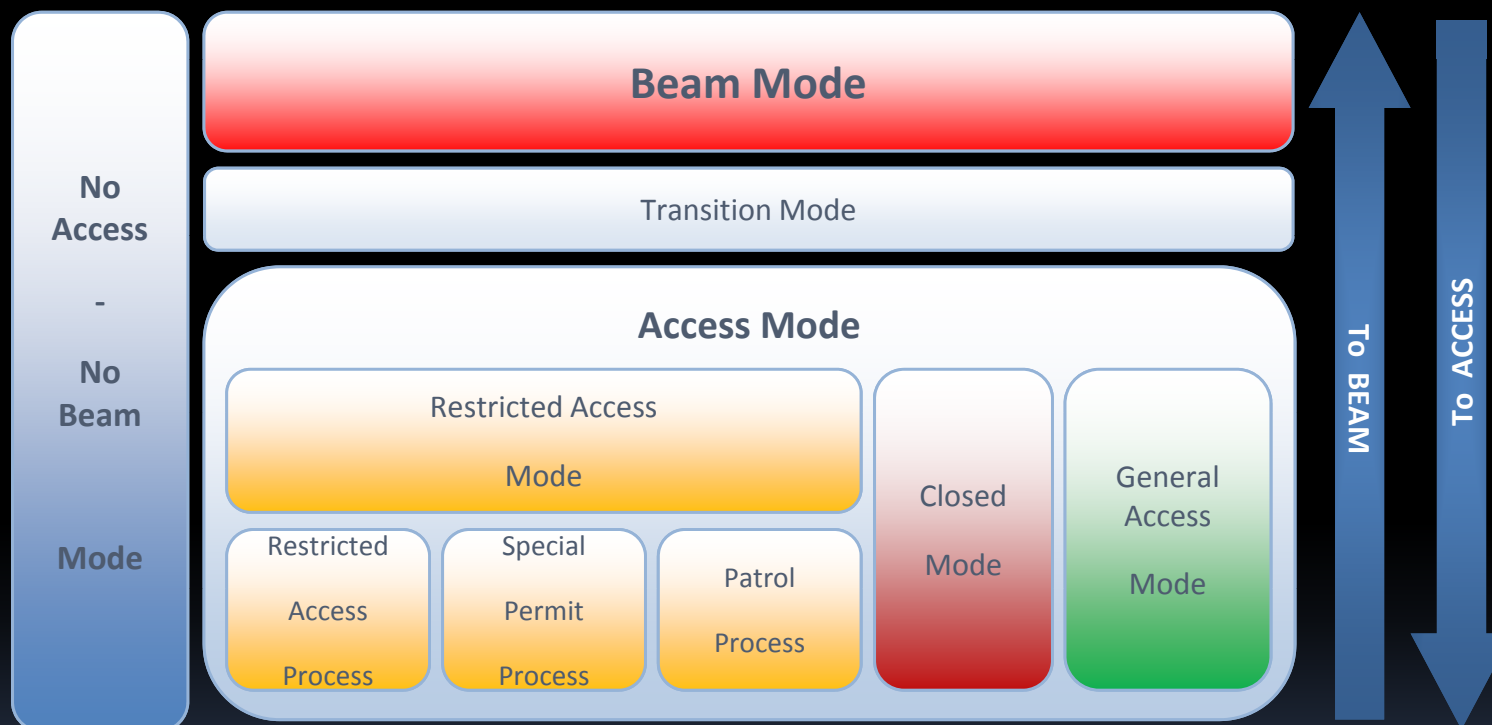 No
Access
-
No
Beam
Mode
Beam Mode
Transition Mode
Access Mode
Restricted Access
Mode
Restricted
Access
Process
Special
Permit
Process
Patrol
Process
Closed
Mode
General
Access
Mode
To BEAM
To ACCESS